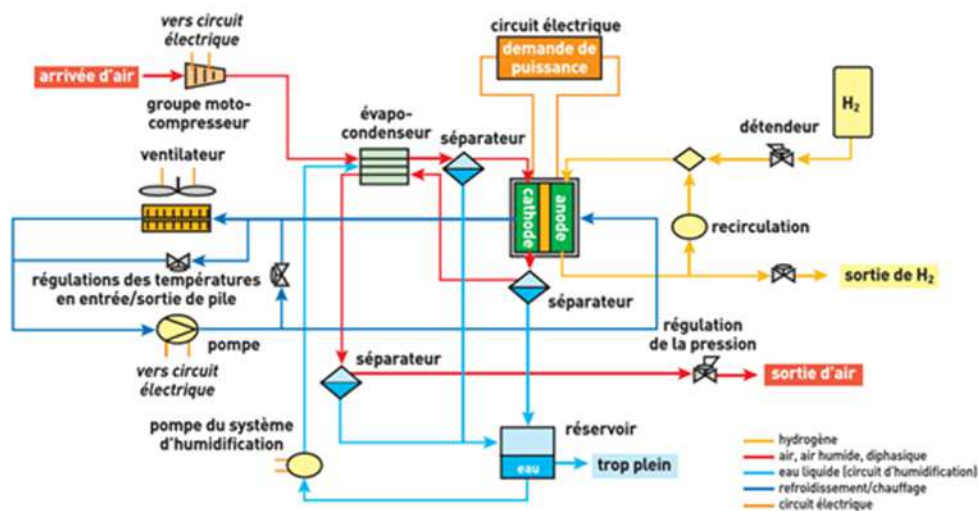 vers circuit
électrique
arrivée d'air
groupe moto-
compresseur
circuit électrique
demande de
puissance
H₂
détendeur
évapo-
condenseur
séparateur
ventilateur
cathode
anode
recirculation
régulations des températures
en entrée/sortie de pile
séparateur
sortie de H₂
pompe
vers circuit
électrique
séparateur
régulation
de la pression
sortie d'air
pompe du système
d'humidification
réservoir
eau
trop plein
hydrogène
air, air humide, diphasique
eau liquide (circuit d'humidification)
refroidissement/chauffage
circuit électrique